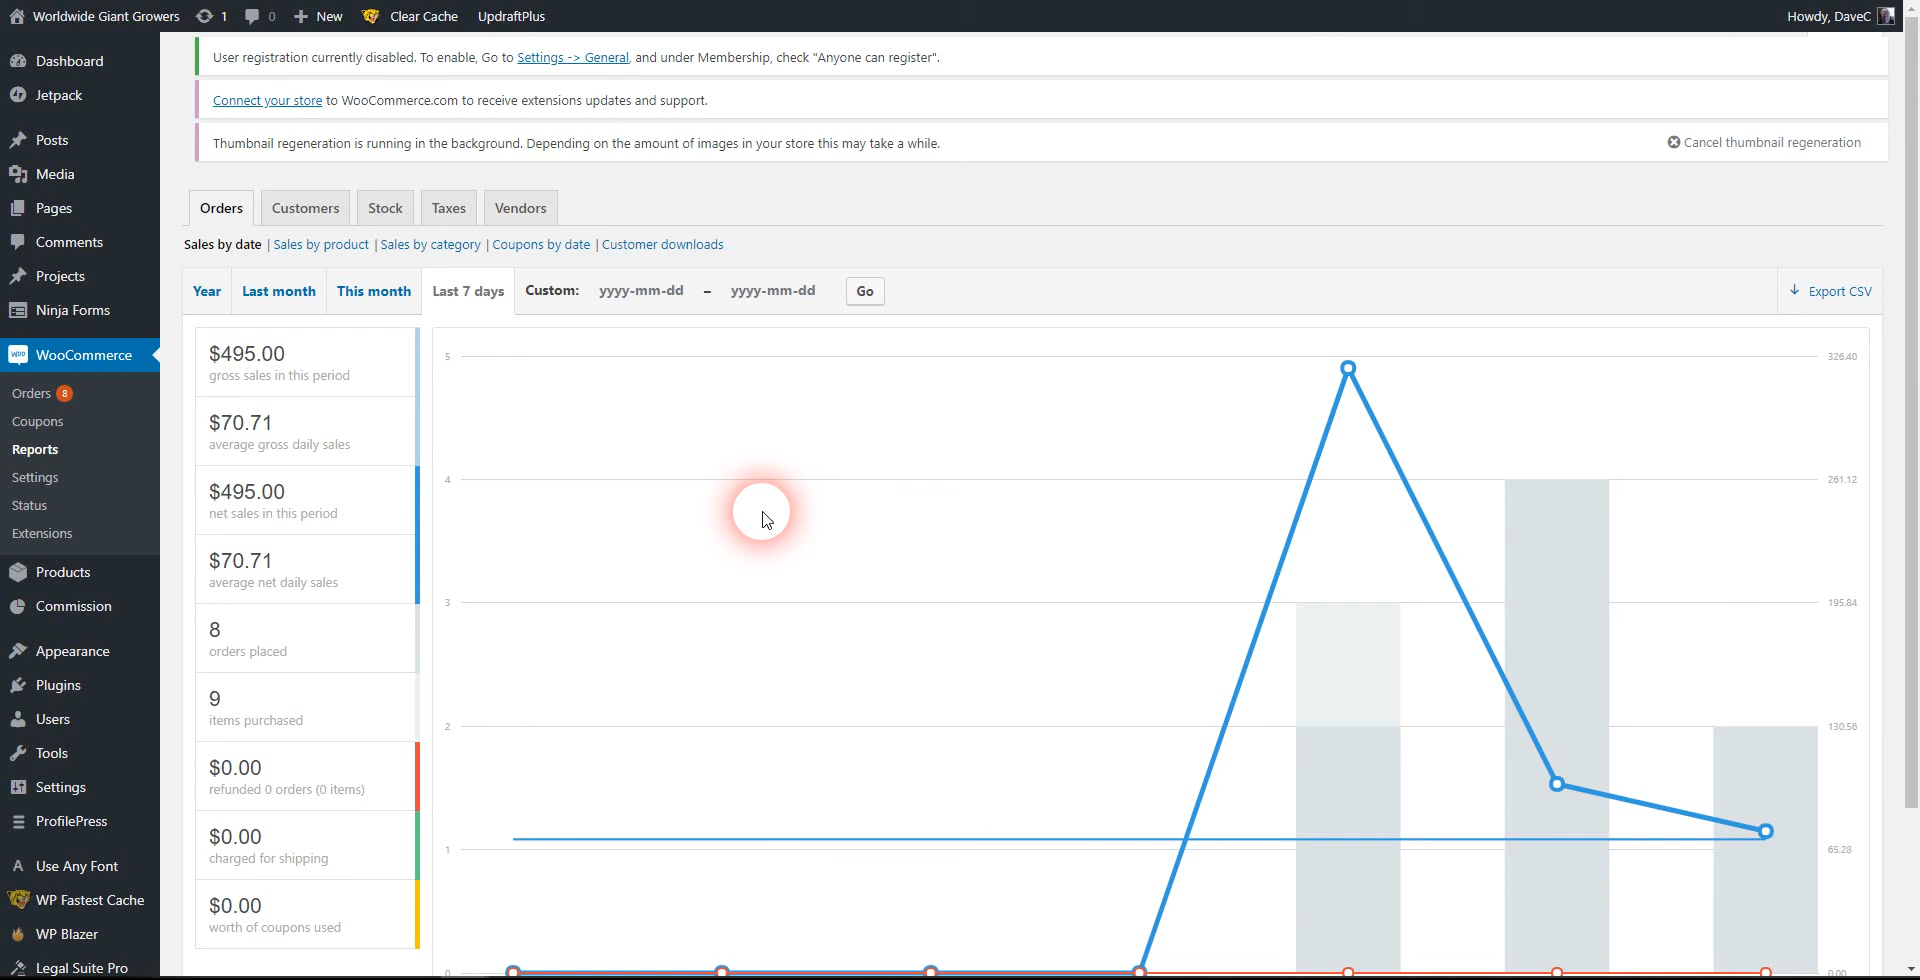 Worldwide Giant Growers 1 0 New Clear Cache UpdraftPlus Howdy, DaveC
Dashboard
Jetpack
Posts
Media
Pages
Comments
Projects
Ninja Forms
WooCommerce
Orders 8
Coupons
Reports
Settings
Status
Extensions
Products
Commission
Appearance
Plugins
Users
Tools
Settings
ProfilePress
Use Any Font
WP Fastest Cache
WP Blazer
Legal Suite Pro
User registration currently disabled. To enable, Go to Settings -> General, and under Membership, check "Anyone can register".
Connect your store to WooCommerce.com to receive extensions updates and support.
Thumbnail regeneration is running in the background. Depending on the amount of images in your store this may take a while. Cancel thumbnail regeneration
Orders Customers Stock Taxes Vendors
Sales by date | Sales by product | Sales by category | Coupons by date | Customer downloads
Year Last month This month Last 7 days Custom: yyyy-mm-dd – yyyy-mm-dd Go Export CSV
$495.00
gross sales in this period
$70.71
average gross daily sales
$495.00
net sales in this period
$70.71
average net daily sales
8
orders placed
9
items purchased
$0.00
refunded 0 orders (0 items)
$0.00
charged for shipping
$0.00
worth of coupons used
5 326.40
4 261.12
3 195.84
2 130.56
1 65.28
0 0.00